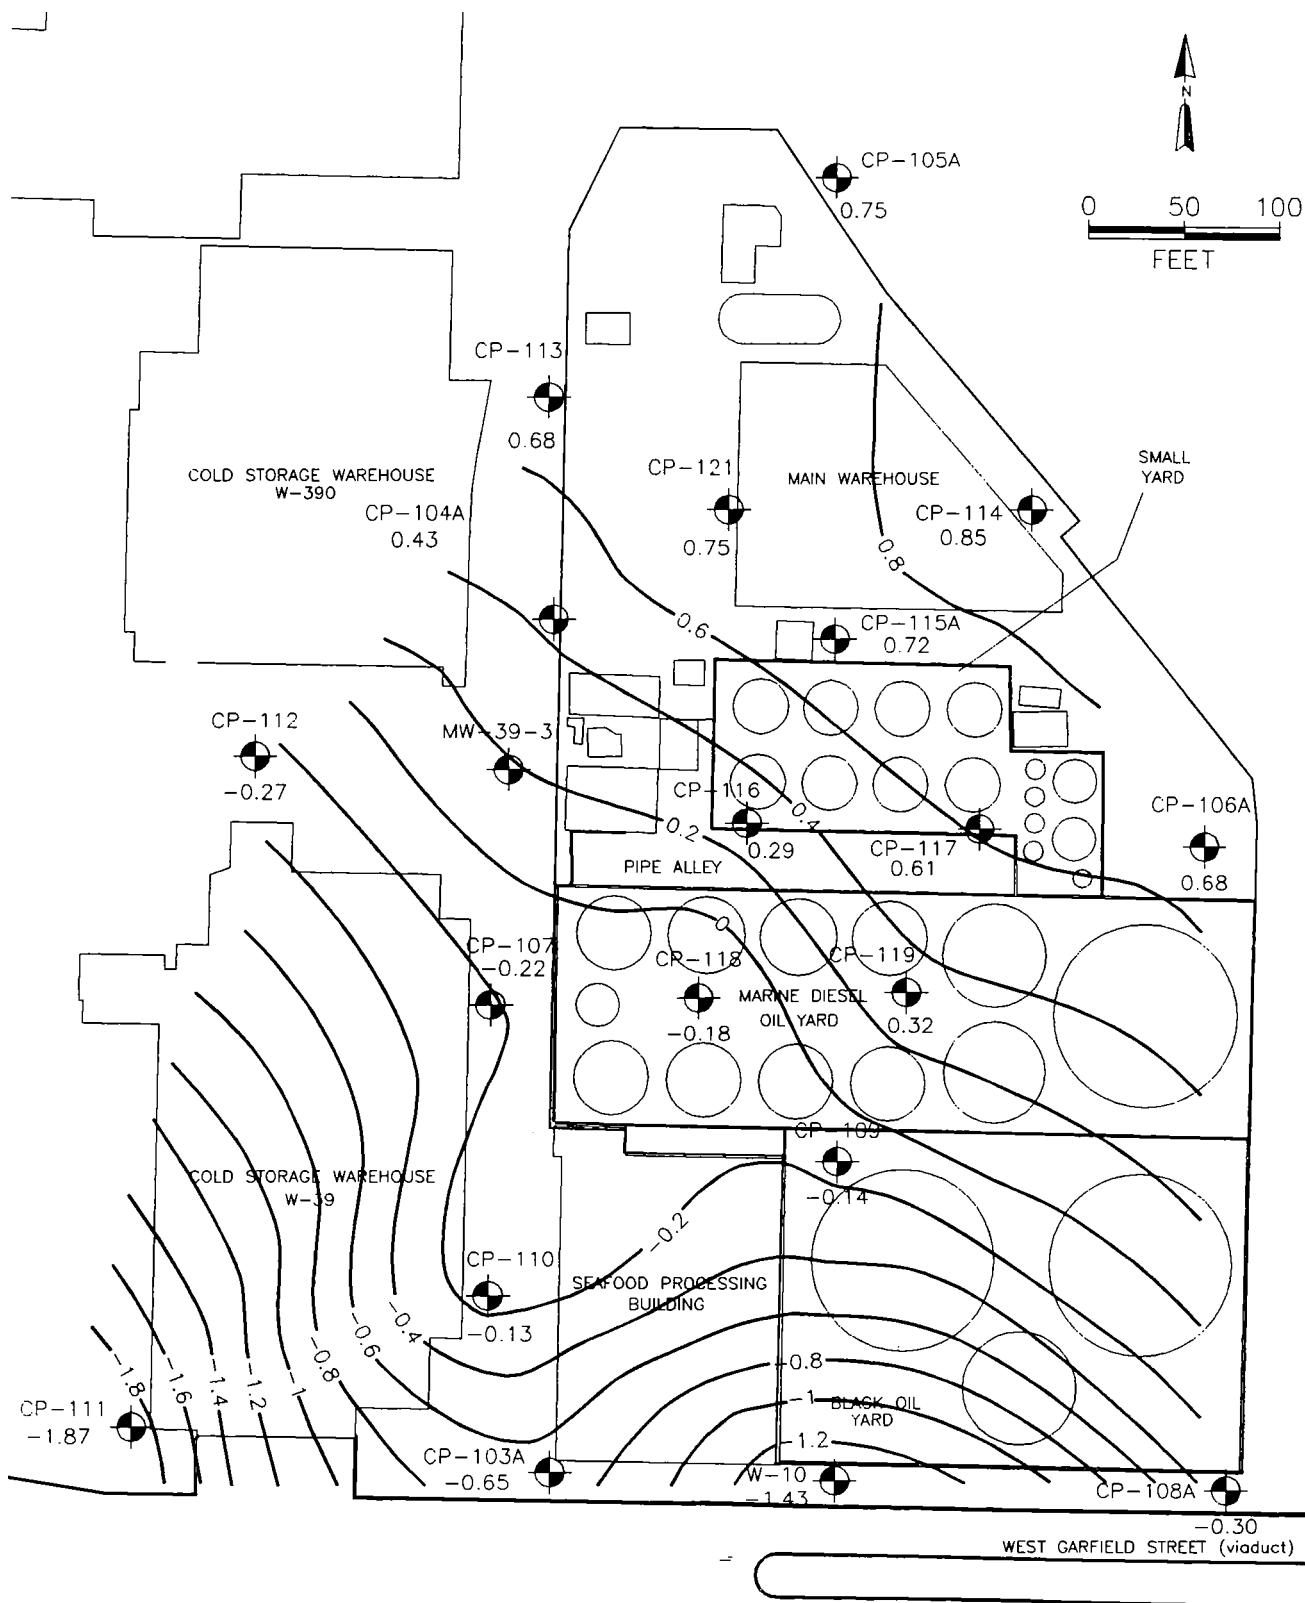 N
CP-105A
0.75
0 50 100
FEET
CP-113
0.68
COLD STORAGE WAREHOUSE
W-390
CP-104A
0.43
CP-121
0.75
MAIN WAREHOUSE
SMALL
YARD
CP-114
0.85
0.8
0.6
CP-115A
0.72
CP-112
-0.27
MW-39-3
CP-116
0.29
0.4
0.2
CP-117
0.61
CP-106A
0.68
PIPE ALLEY
0
CP-107
-0.22
CP-118
-0.18
CP-119
0.32
MARINE DIESEL
OIL YARD
CP-109
-0.14
COLD STORAGE WAREHOUSE
W-39
-0.2
CP-110
-0.13
SEAFOOD PROCESSING
BUILDING
-0.4
-0.6
-0.8
-1
-1.2
-1.4
-1.6
-1.8
-0.8
-1
-1.2
BLACK OIL
YARD
CP-111
-1.87
CP-103A
-0.65
W-10
-1.43
CP-108A
-0.30
WEST GARFIELD STREET (viaduct)